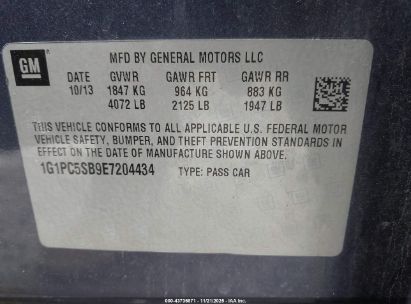 GM
MFD BY GENERAL MOTORS LLC
DATE GVWR GAWR FRT GAWR RR
10/13 1847 KG 964 KG 883 KG
4072 LB 2125 LB 1947 LB
THIS VEHICLE CONFORMS TO ALL APPLICABLE U.S. FEDERAL MOTOR
VEHICLE SAFETY, BUMPER, AND THEFT PREVENTION STANDARDS
IN EFFECT ON THE DATE OF MANUFACTURE SHOWN ABOVE.
1G1PC5SB9E7204434 TYPE: PASS CAR